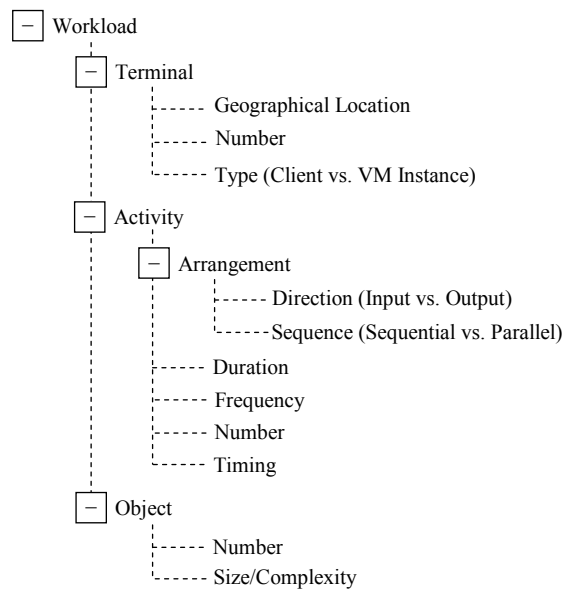 − Workload
− Terminal
Geographical Location
Number
Type (Client vs. VM Instance)
− Activity
− Arrangement
Direction (Input vs. Output)
Sequence (Sequential vs. Parallel)
Duration
Frequency
Number
Timing
− Object
Number
Size/Complexity